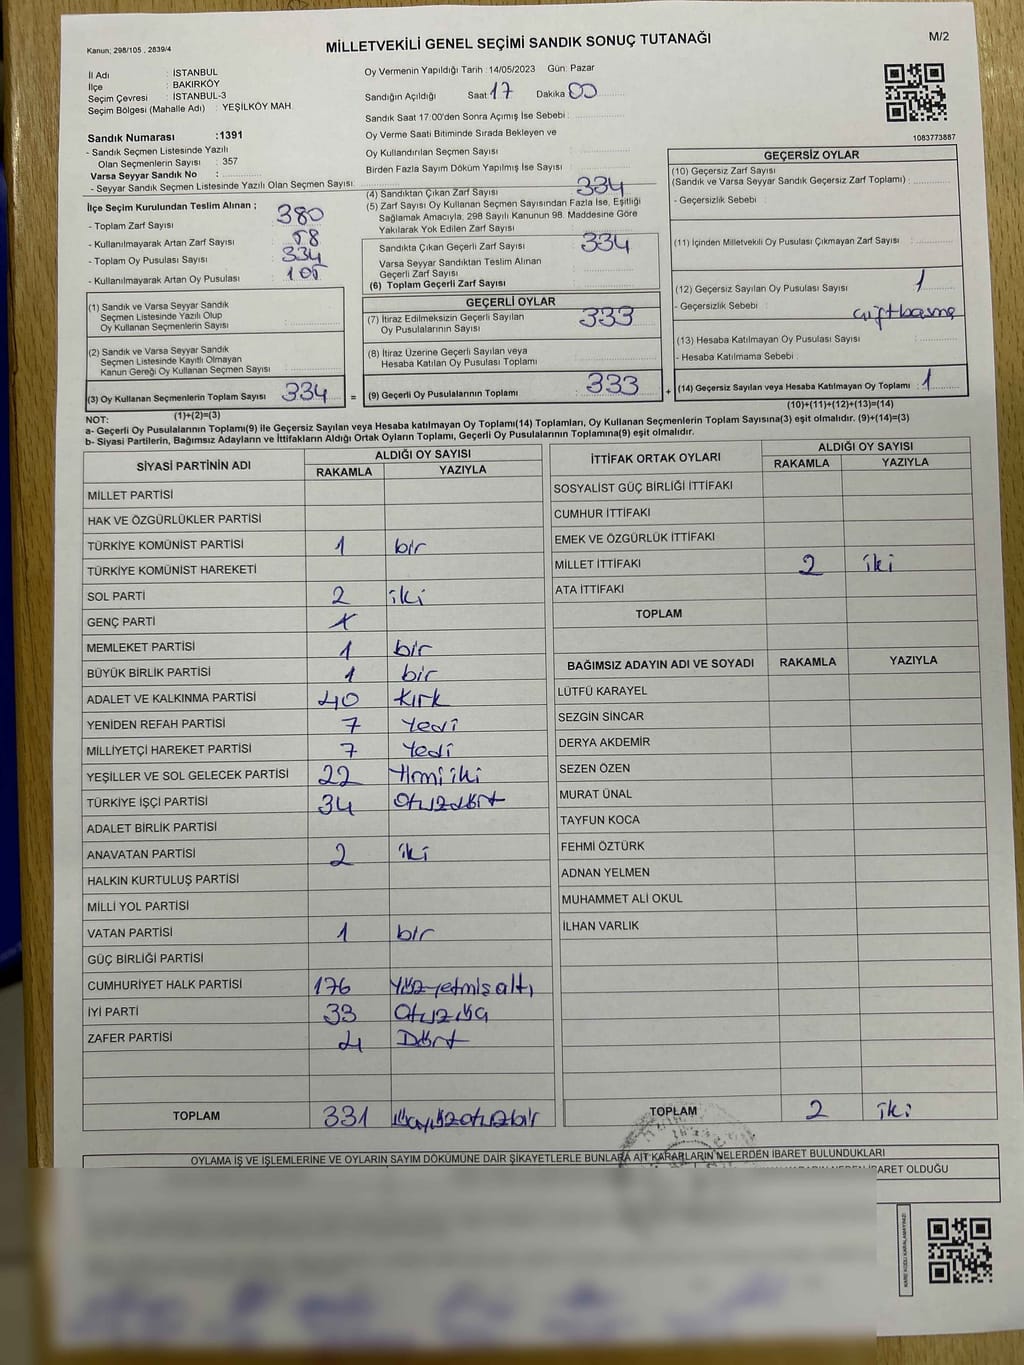 Kanun; 298/105 , 2839/4
MİLLETVEKİLİ GENEL SEÇİMİ SANDIK SONUÇ TUTANAĞI
M/2
İl Adı : İSTANBUL
İlçe : BAKIRKÖY
Seçim Çevresi : İSTANBUL-3
Seçim Bölgesi (Mahalle Adı) : YEŞİLKÖY MAH.
Sandık Numarası :1391
- Sandık Seçmen Listesinde Yazılı
Olan Seçmenlerin Sayısı : 357
Varsa Seyyar Sandık No :
- Seyyar Sandık Seçmen Listesinde Yazılı Olan Seçmen Sayısı
Oy Vermenin Yapıldığı Tarih :14/05/2023 Gün: Pazar
Sandığın Açıldığı Saat 17 Dakika 00
Sandık Saat 17:00'den Sonra Açımış İse Sebebi :
Oy Verme Saati Bitiminde Sırada Bekleyen ve
Oy Kullandırılan Seçmen Sayısı :
Birden Fazla Sayım Döküm Yapılmış İse Sayısı :
1083773887
İlçe Seçim Kurulundan Teslim Alınan ;
- Toplam Zarf Sayısı : 380
- Kullanılmayarak Artan Zarf Sayısı : 58
- Toplam Oy Pusulası Sayısı : 334
- Kullanılmayarak Artan Oy Pusulası : 105
(1) Sandık ve Varsa Seyyar Sandık
Seçmen Listesinde Yazılı Olup
Oy Kullanan Seçmenlerin Sayısı :
(2) Sandık ve Varsa Seyyar Sandık
Seçmen Listesinde Kayıtlı Olmayan
Kanun Gereği Oy Kullanan Seçmen Sayısı :
(3) Oy Kullanan Seçmenlerin Toplam Sayısı : 334
(1)+(2)=(3)
=
(4) Sandıktan Çıkan Zarf Sayısı : 334
(5) Zarf Sayısı Oy Kullanan Seçmen Sayısından Fazla İse, Eşitliği
Sağlamak Amacıyla, 298 Sayılı Kanunun 98. Maddesine Göre
Yakılarak Yok Edilen Zarf Sayısı :
Sandıkta Çıkan Geçerli Zarf Sayısı : 334
Varsa Seyyar Sandıktan Teslim Alınan
Geçerli Zarf Sayısı :
(6) Toplam Geçerli Zarf Sayısı :
GEÇERLİ OYLAR
(7) İtiraz Edilmeksizin Geçerli Sayılan
Oy Pusulalarının Sayısı : 333
(8) İtiraz Üzerine Geçerli Sayılan veya
Hesaba Katılan Oy Pusulası Toplamı :
(9) Geçerli Oy Pusulalarının Toplamı : 333
+
GEÇERSİZ OYLAR
(10) Geçersiz Zarf Sayısı
(Sandık ve Varsa Seyyar Sandık Geçersiz Zarf Toplamı) :
- Geçersizlik Sebebi :
(11) İçinden Milletvekili Oy Pusulası Çıkmayan Zarf Sayısı :
(12) Geçersiz Sayılan Oy Pusulası Sayısı : 1
- Geçersizlik Sebebi : çift basma
(13) Hesaba Katılmayan Oy Pusulası Sayısı :
- Hesaba Katılmama Sebebi :
(14) Geçersiz Sayılan veya Hesaba Katılmayan Oy Toplamı : 1
(10)+(11)+(12)+(13)=(14)
NOT:
a- Geçerli Oy Pusulalarının Toplamı(9) ile Geçersiz Sayılan veya Hesaba katılmayan Oy Toplamı(14) Toplamları, Oy Kullanan Seçmenlerin Toplam Sayısına(3) eşit olmalıdır. (9)+(14)=(3)
b- Siyasi Partilerin, Bağımsız Adayların ve İttifakların Aldığı Ortak Oyların Toplamı, Geçerli Oy Pusulalarının Toplamına(9) eşit olmalıdır.
SİYASİ PARTİNİN ADI ALDIĞI OY SAYISI
RAKAMLA YAZIYLA
MİLLET PARTİSİ
HAK VE ÖZGÜRLÜKLER PARTİSİ
TÜRKİYE KOMÜNİST PARTİSİ 1 bir
TÜRKİYE KOMÜNİST HAREKETİ
SOL PARTİ 2 iki
GENÇ PARTİ
MEMLEKET PARTİSİ 1 bir
BÜYÜK BİRLİK PARTİSİ 1 bir
ADALET VE KALKINMA PARTİSİ 40 Kırk
YENİDEN REFAH PARTİSİ 7 Yedi
MİLLİYETÇİ HAREKET PARTİSİ 7 Yedi
YEŞİLLER VE SOL GELECEK PARTİSİ 22 Yirmi iki
TÜRKİYE İŞÇİ PARTİSİ 34 Otuzdört
ADALET BİRLİK PARTİSİ
ANAVATAN PARTİSİ 2 iki
HALKIN KURTULUŞ PARTİSİ
MİLLİ YOL PARTİSİ
VATAN PARTİSİ 1 bir
GÜÇ BİRLİĞİ PARTİSİ
CUMHURİYET HALK PARTİSİ 176 Yüzyetmişaltı
İYİ PARTİ 33 Otuzüç
ZAFER PARTİSİ 4 Dört
TOPLAM 331 Üçyüzotuzbir
İTTİFAK ORTAK OYLARI ALDIĞI OY SAYISI
RAKAMLA YAZIYLA
SOSYALİST GÜÇ BİRLİĞİ İTTİFAKI
CUMHUR İTTİFAKI
EMEK VE ÖZGÜRLÜK İTTİFAKI
MİLLET İTTİFAKI 2 iki
ATA İTTİFAKI
TOPLAM
BAĞIMSIZ ADAYIN ADI VE SOYADI RAKAMLA YAZIYLA
LÜTFÜ KARAYEL
SEZGİN SİNCAR
DERYA AKDEMİR
SEZEN ÖZEN
MURAT ÜNAL
TAYFUN KOCA
FEHMİ ÖZTÜRK
ADNAN YELMEN
MUHAMMET ALİ OKUL
İLHAN VARLIK
TOPLAM 2 iki
OYLAMA İŞ VE İŞLEMLERİNE VE OYLARIN SAYIM DÖKÜMÜNE DAİR ŞİKAYETLERLE BUNLARA AİT KARARLARIN NELERDEN İBARET BULUNDUKLARI
İBARET OLDUĞU
KARE KODU KARALAMAYINIZ!